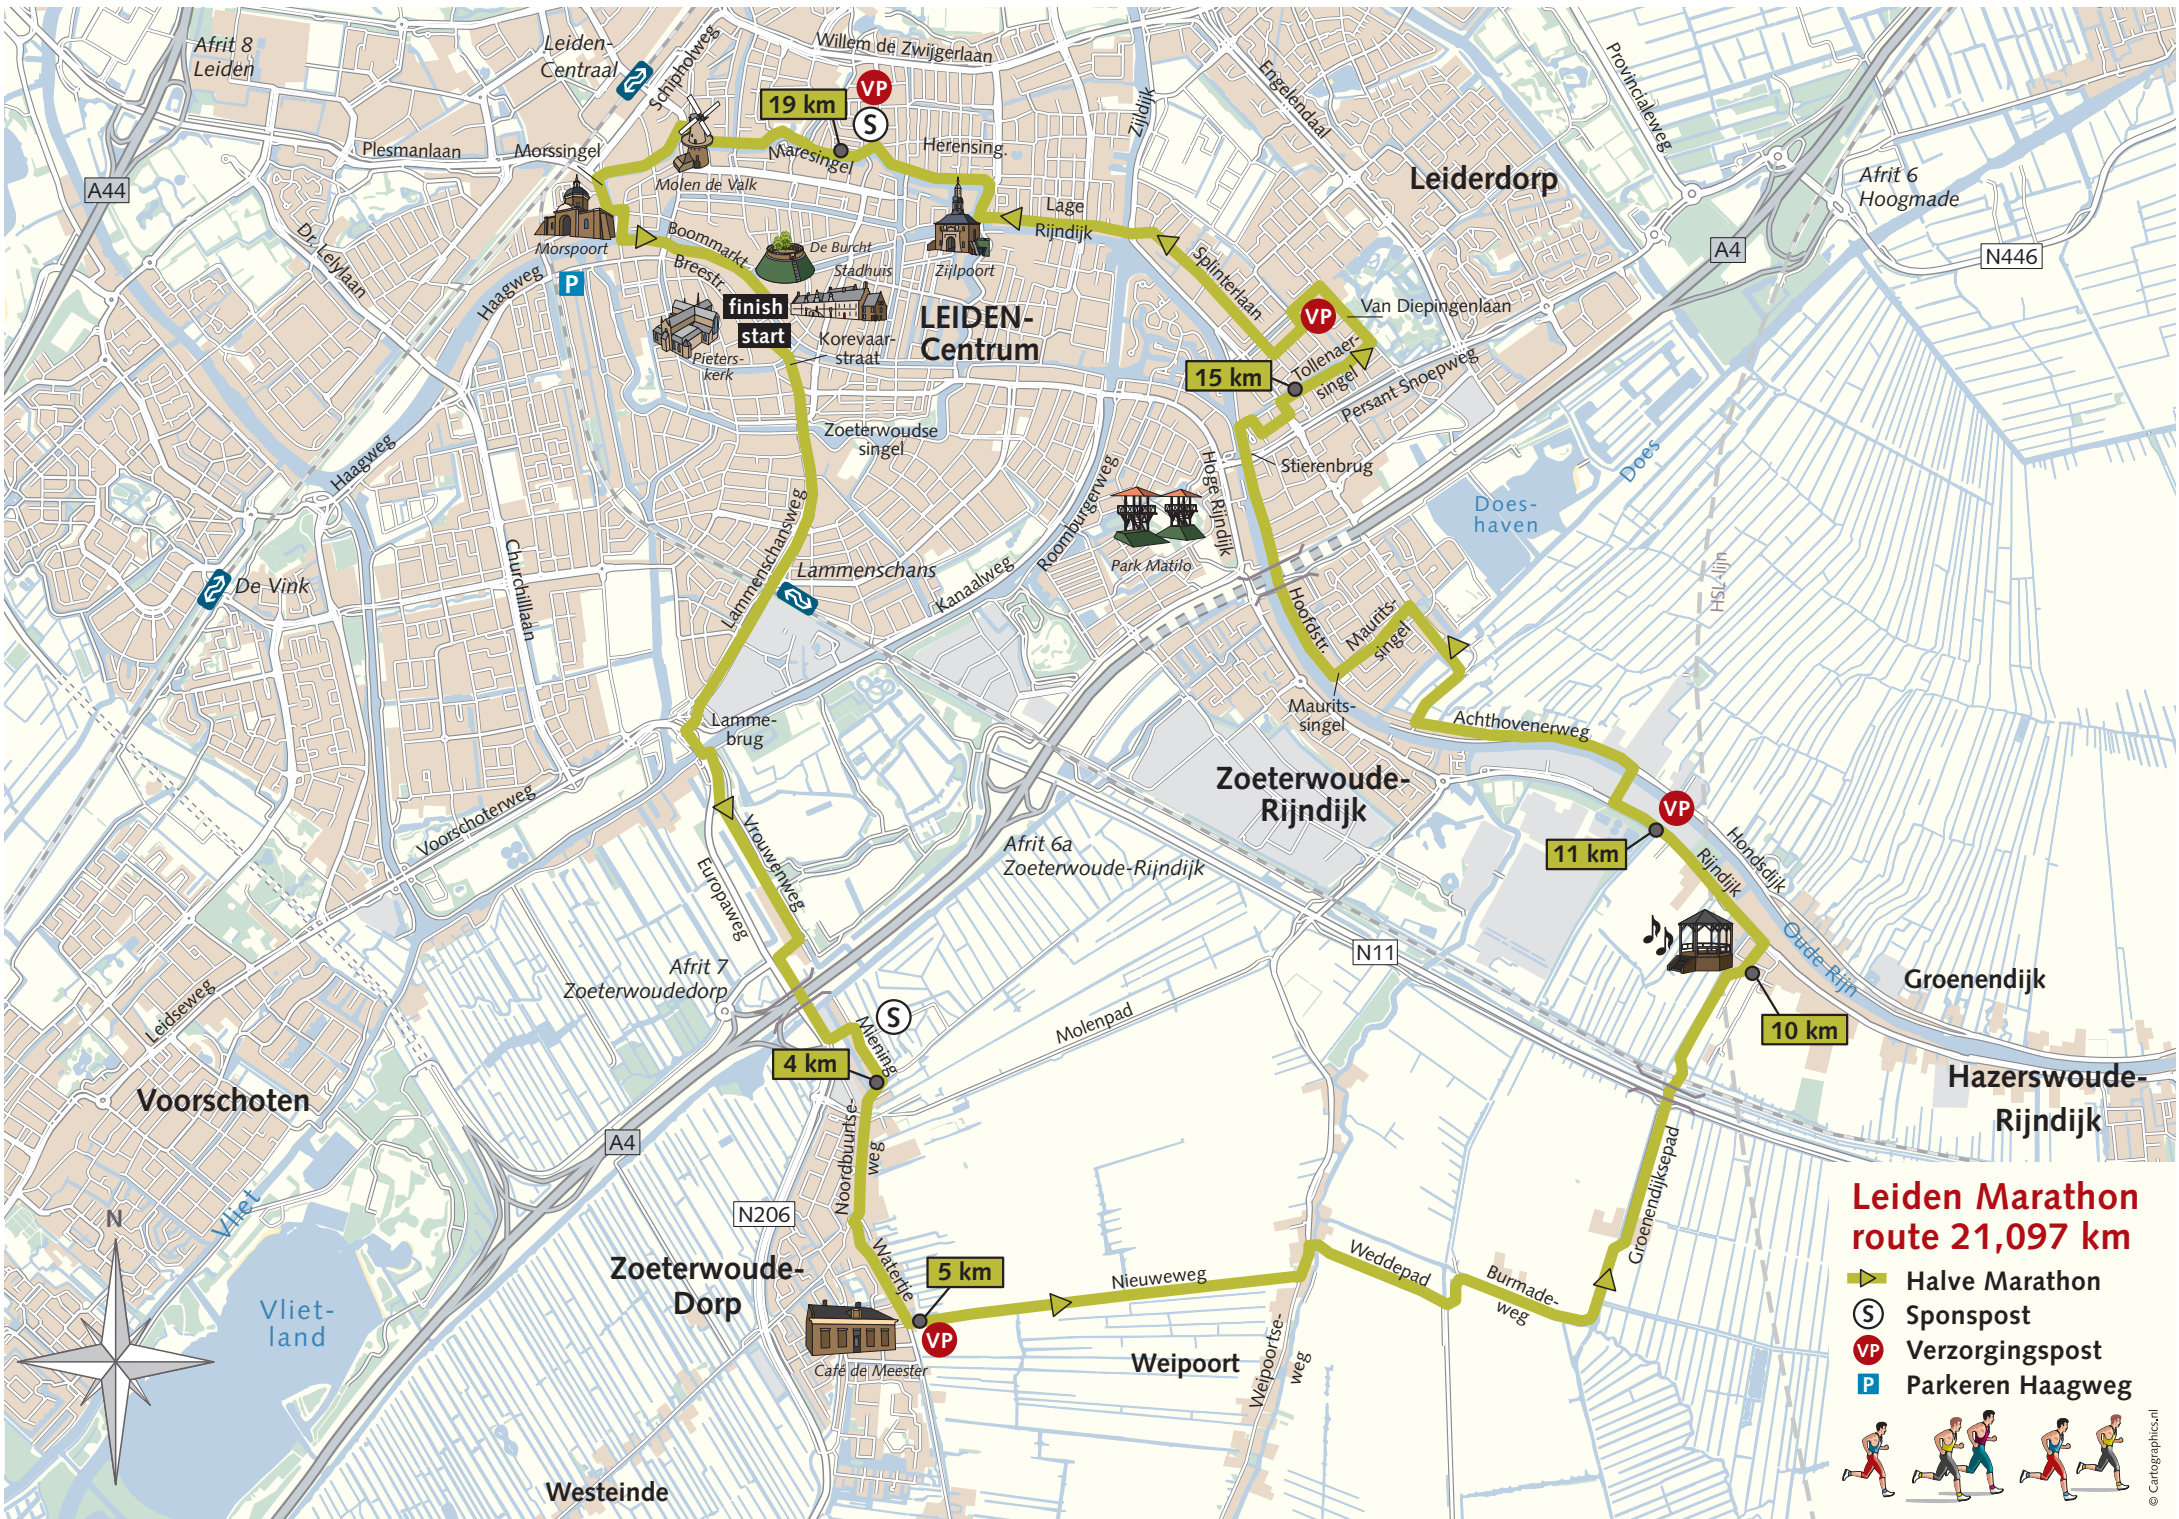 Afrit 8
Leiden
Leiden-
Centraal
Schipholweg
Willem de Zwijgerlaan
Engelendaal
Provincialeweg
Zijldijk
19 km
VP
S
Plesmanlaan
Morssingel
Maresingel
Herensing.
Leiderdorp
Afrit 6
Hoogmade
A44
Molen de Valk
Lage
Rijndijk
A4
N446
Dr. Lelylaan
Morspoort
Boommarkt
Breestr.
De Burcht
Stadhuis
Zijlpoort
Splinterlaan
Haagweg
P
finish
start
LEIDEN-
Centrum
VP
Van Diepingenlaan
Pieters-
kerk
Korevaar-
straat
Tollenaer-
singel
15 km
Persant Snoepweg
Zoeterwoudse
singel
Haagweg
Hoge Rijndijk
Stierenbrug
Does
Does-
haven
Roomburgerweg
Lammenschansweg
Churchilllaan
Park Matilo
HSL-lijn
De Vink
Lammenschans
Kanaalweg
Hoofdstr.
Maurits-
singel
Lamme-
brug
Maurits-
singel
Achthovenerweg
Zoeterwoude-
Rijndijk
Voorschoterweg
Vrouwenweg
Europaweg
Afrit 6a
Zoeterwoude-Rijndijk
VP
11 km
Rijndijk
Hondsdijk
Oude Rijn
N11
Groenendijk
Afrit 7
Zoeterwoudedorp
Leidseweg
S
Miening
Molenpad
10 km
4 km
Hazerswoude-
Rijndijk
Voorschoten
A4
Noordbuurtse-
weg
Groenendijksepad
N206
N
Vliet
Watertje
Zoeterwoude-
Dorp
5 km
Nieuweweg
Weddepad
Burmade-
weg
Vliet-
land
VP
Café de Meester
Weipoort
Weipoortse-
weg
Westeinde
Leiden Marathon
route 21,097 km
Halve Marathon
S Sponspost
VP Verzorgingspost
P Parkeren Haagweg
© Cartographics.nl